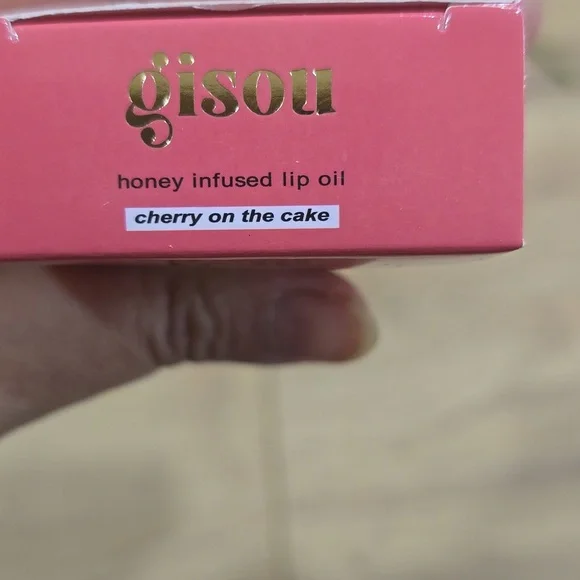 gisou
honey infused lip oil
cherry on the cake